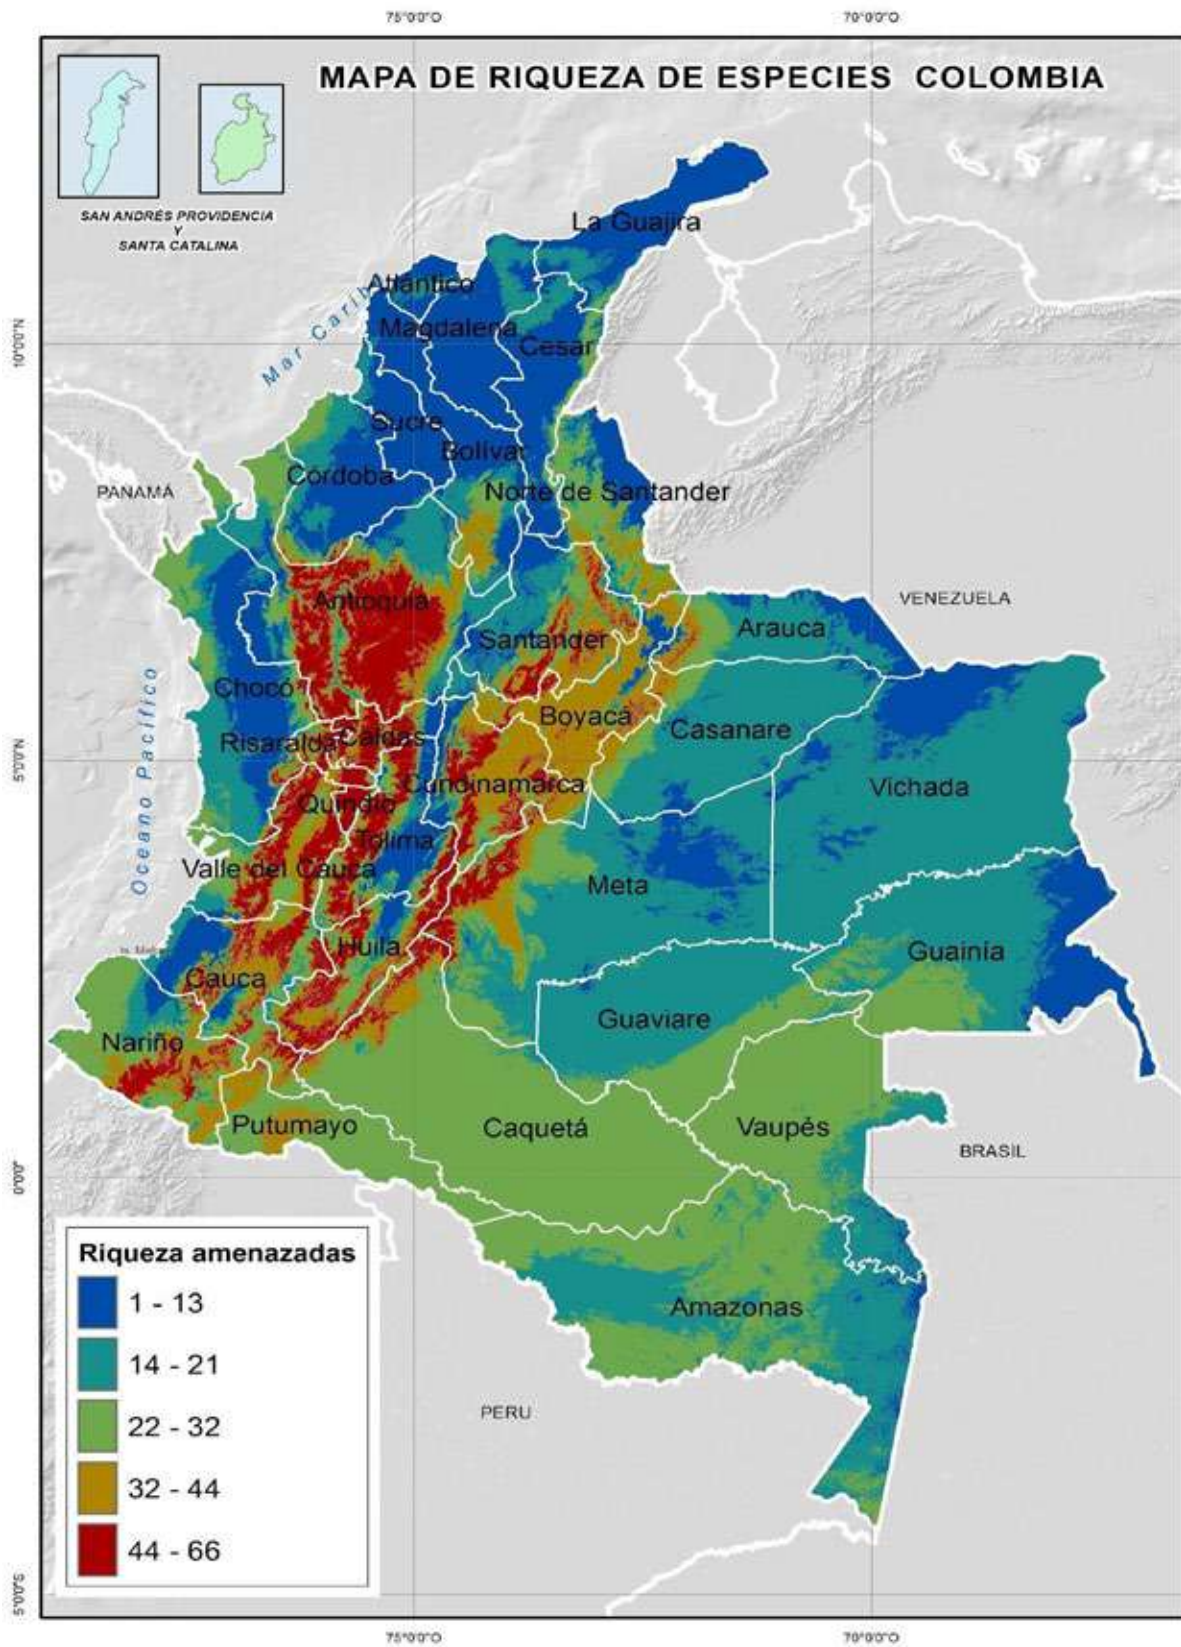 75°0'0"O
70°0'0"O
MAPA DE RIQUEZA DE ESPECIES COLOMBIA
SAN ANDRÉS PROVIDENCIA
Y
SANTA CATALINA
La Guajira
Atlántico
Mar Carib
Magdalena
10°0'0"N
Cesar
Sucre
Bolívar
Córdoba
PANAMÁ
Norte de Santander
Antioquia
VENEZUELA
Arauca
Santander
Chocó
Boyacá
Casanare
Risaralda
Caldas
5°0'0"N
Oceano Pacífico
Cundinamarca
Vichada
Quindío
Tolima
Valle del Cauca
Meta
Huila
Guainía
Cauca
Guaviare
Nariño
Putumayo
Caquetá
Vaupés
BRASIL
0°0'0"
Riqueza amenazadas
1 - 13
14 - 21
22 - 32
32 - 44
44 - 66
Amazonas
PERU
5°0'0"S
75°0'0"O
70°0'0"O